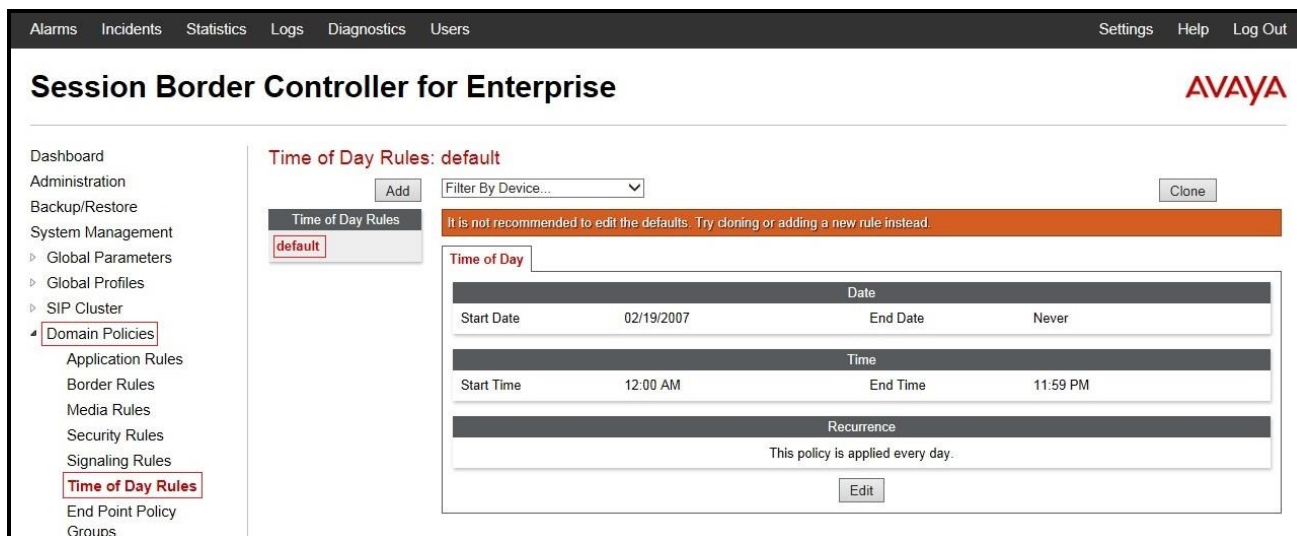 Alarms Incidents Statistics Logs Diagnostics Users Settings Help Log Out
Session Border Controller for Enterprise
AVAYA
Dashboard
Administration
Backup/Restore
System Management
Global Parameters
Global Profiles
SIP Cluster
Domain Policies
Application Rules
Border Rules
Media Rules
Security Rules
Signaling Rules
Time of Day Rules
End Point Policy
Groups
Time of Day Rules: default
Add
Filter By Device...
Clone
Time of Day Rules
default
It is not recommended to edit the defaults. Try cloning or adding a new rule instead.
Time of Day
Date
Start Date 02/19/2007 End Date Never
Time
Start Time 12:00 AM End Time 11:59 PM
Recurrence
This policy is applied every day.
Edit